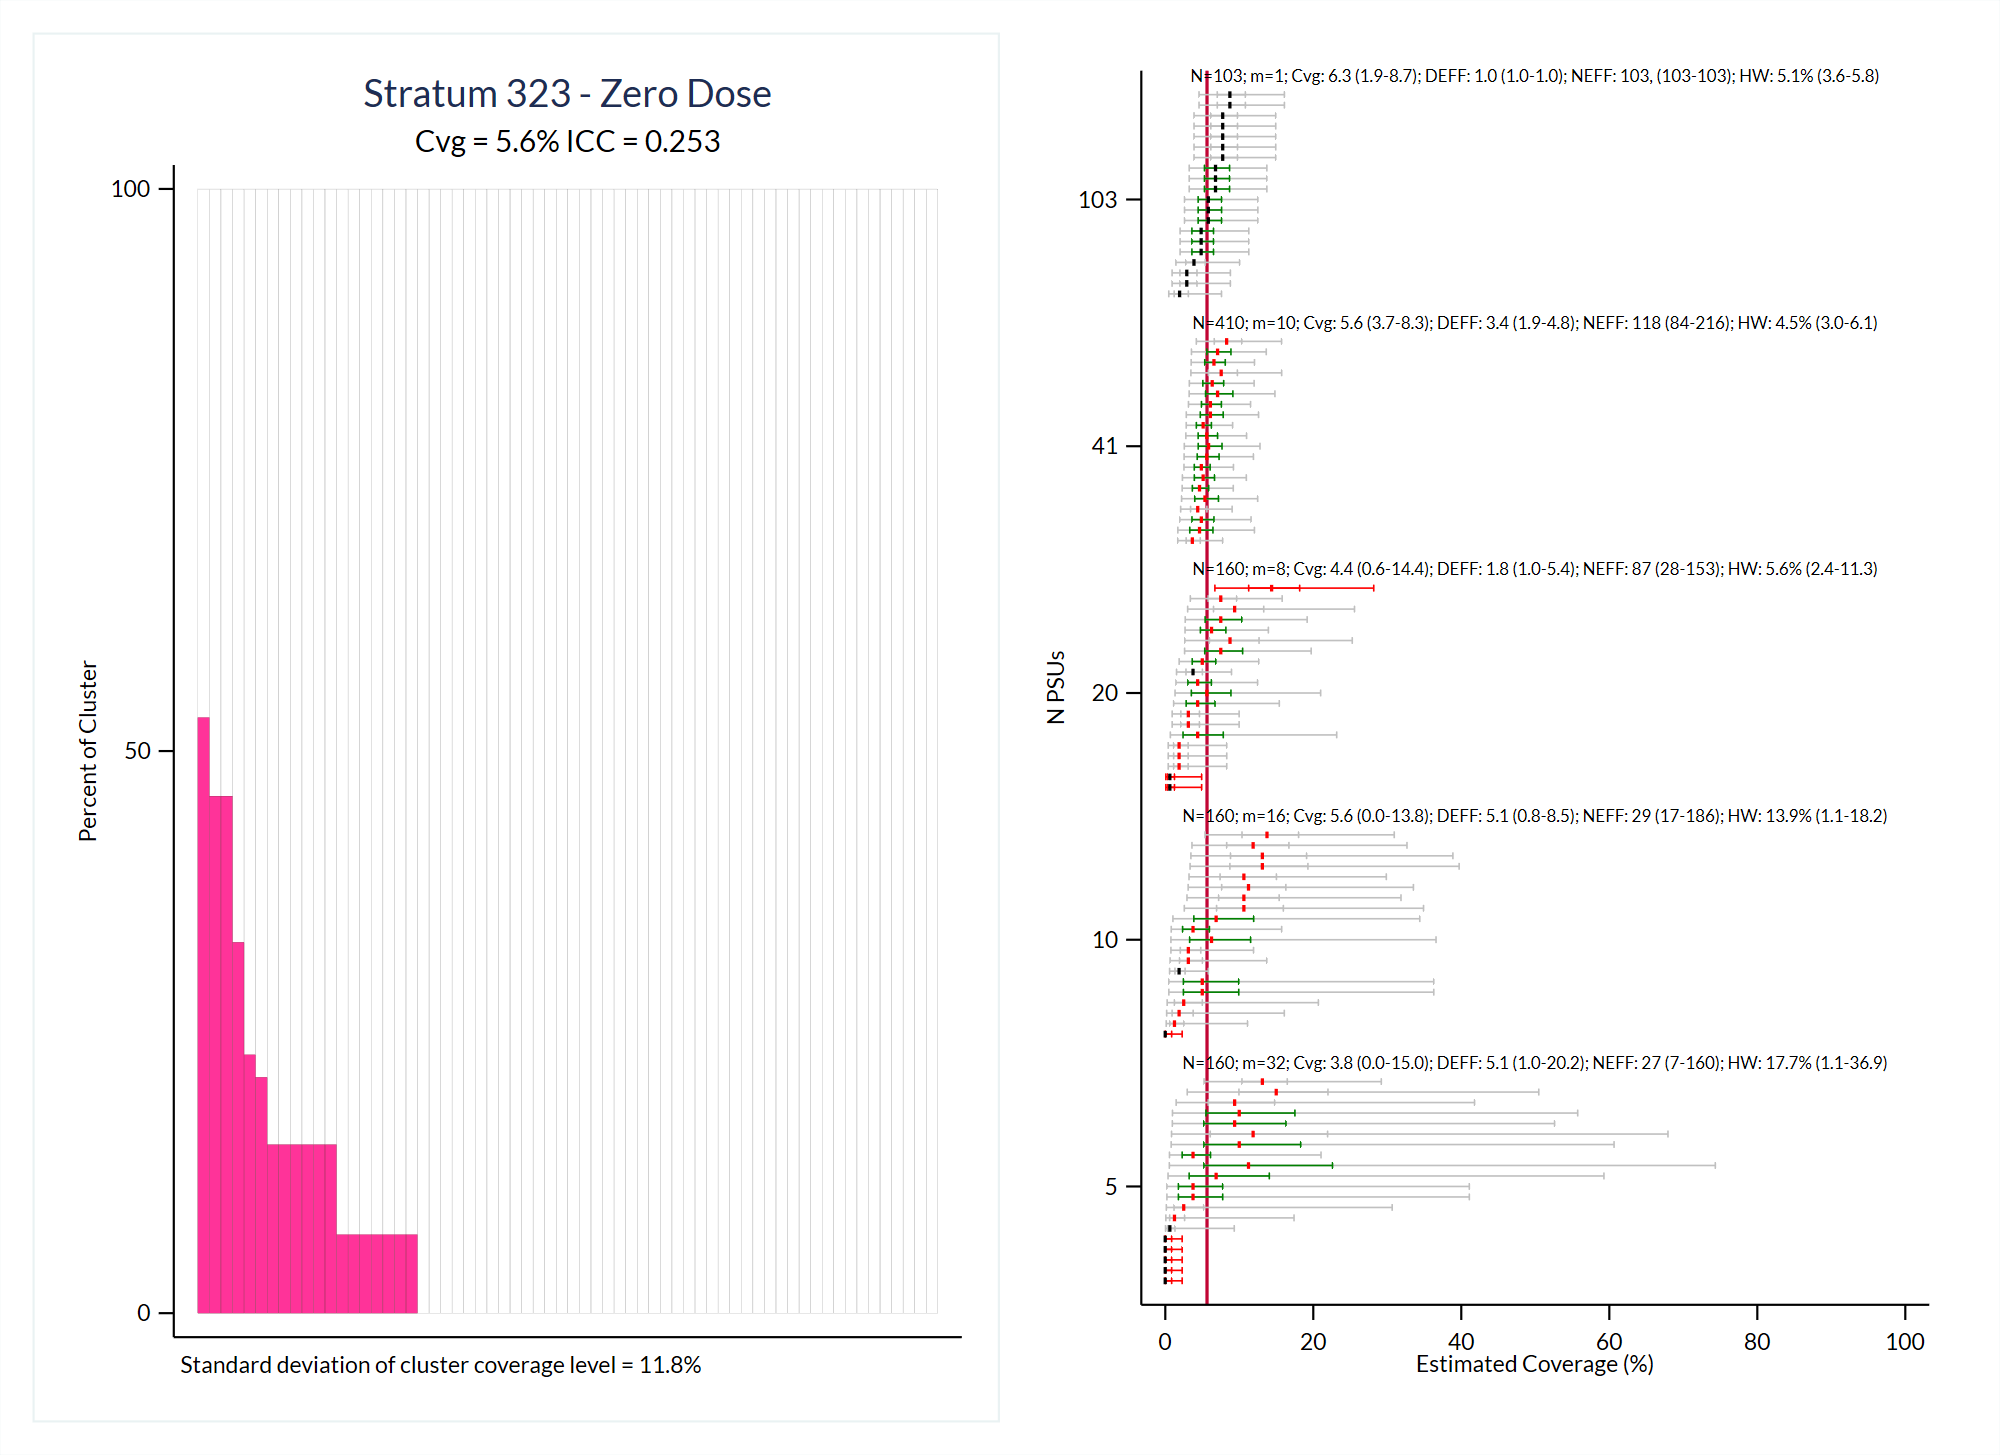 Stratum 323 - Zero Dose
Cvg = 5.6% ICC = 0.253
100
50
0
Percent of Cluster
Standard deviation of cluster coverage level = 11.8%
N=103; m=1; Cvg: 6.3 (1.9-8.7); DEFF: 1.0 (1.0-1.0); NEFF: 103, (103-103); HW: 5.1% (3.6-5.8)
103
N=410; m=10; Cvg: 5.6 (3.7-8.3); DEFF: 3.4 (1.9-4.8); NEFF: 118 (84-216); HW: 4.5% (3.0-6.1)
41
N=160; m=8; Cvg: 4.4 (0.6-14.4); DEFF: 1.8 (1.0-5.4); NEFF: 87 (28-153); HW: 5.6% (2.4-11.3)
20
N PSUs
N=160; m=16; Cvg: 5.6 (0.0-13.8); DEFF: 5.1 (0.8-8.5); NEFF: 29 (17-186); HW: 13.9% (1.1-18.2)
10
N=160; m=32; Cvg: 3.8 (0.0-15.0); DEFF: 5.1 (1.0-20.2); NEFF: 27 (7-160); HW: 17.7% (1.1-36.9)
5
0 20 40 60 80 100
Estimated Coverage (%)